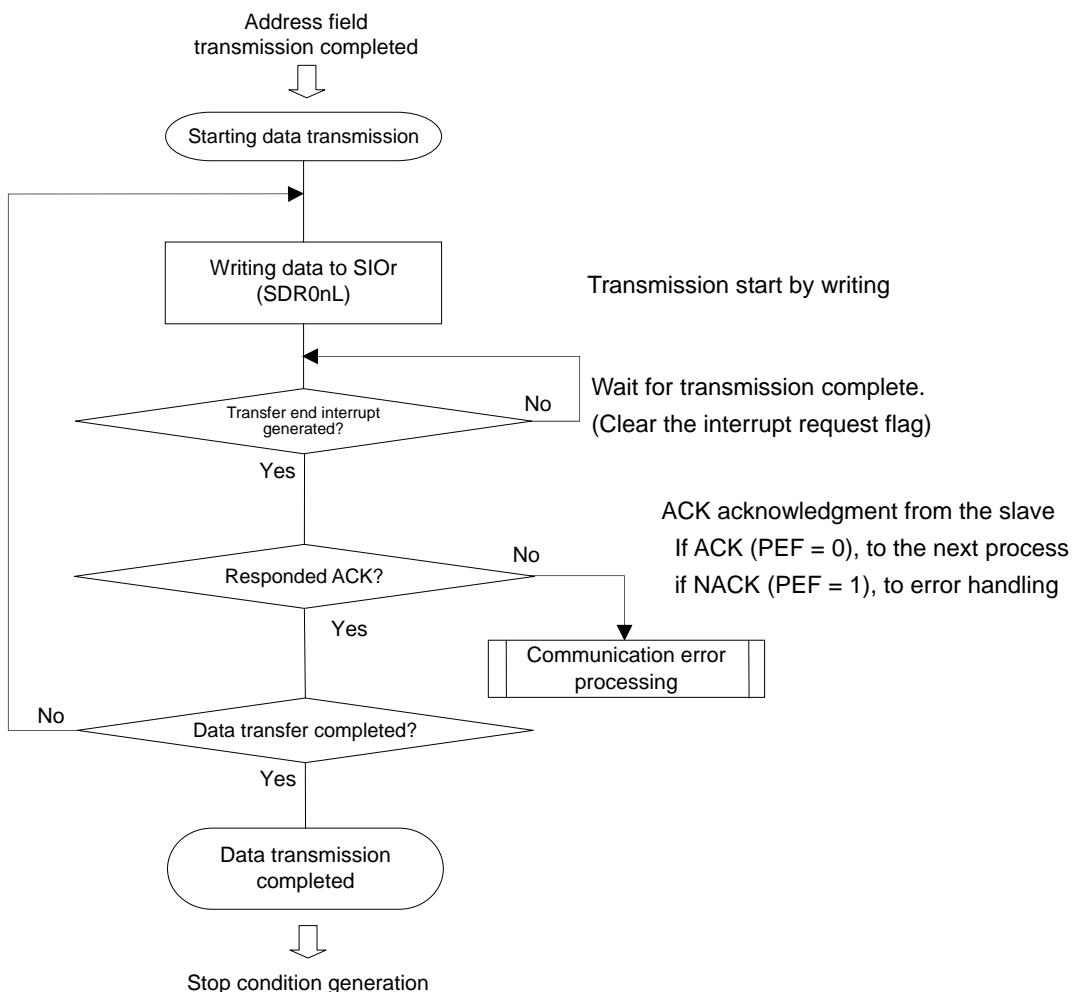 Address field
transmission completed
Starting data transmission
Writing data to SIOr
(SDR0nL)
Transmission start by writing
Transfer end interrupt
generated?
No
Wait for transmission complete.
(Clear the interrupt request flag)
Yes
Responded ACK?
No
ACK acknowledgment from the slave
If ACK (PEF = 0), to the next process
if NACK (PEF = 1), to error handling
Yes
Communication error
processing
No
Data transfer completed?
Yes
Data transmission
completed
Stop condition generation